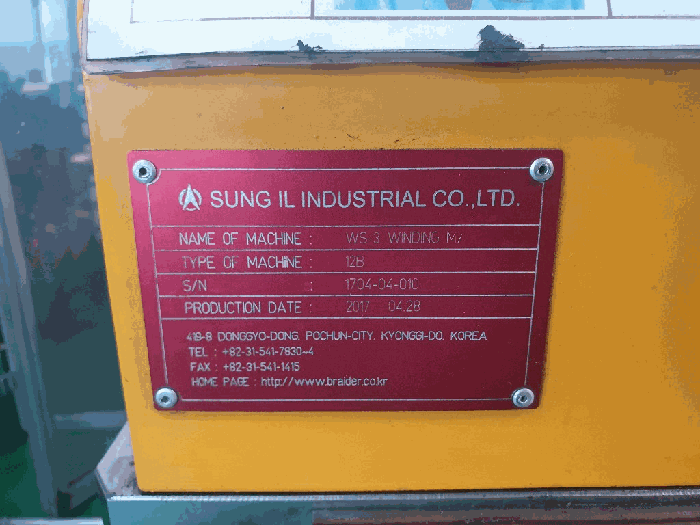 SUNG IL INDUSTRIAL CO.,LTD.
NAME OF MACHINE : WS-3 WINDING
TYPE OF MACHINE : 12B
S/N : 1704-04-010
PRODUCTION DATE : 2017 04.28
419-8 DONGGYO-DONG, POCHUN-CITY, KYONGGI-DO, KOREA
TEL : +82-31-541-7830~4
FAX : +82-31-541-1415
HOME PAGE : http://www.braider.co.kr